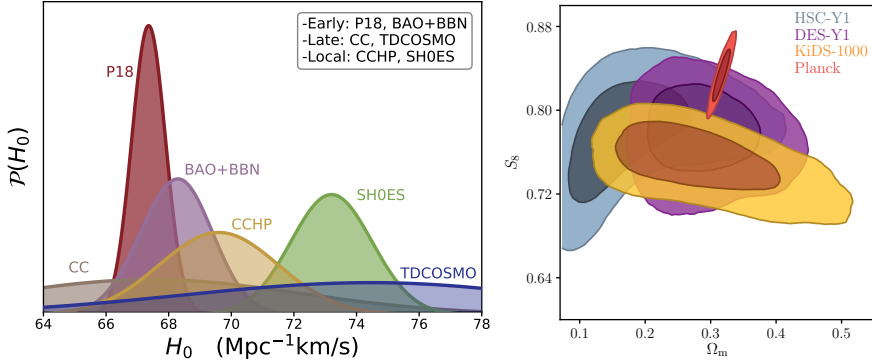 -Early: P18, BAO+BBN
-Late: CC, TDCOSMO
-Local: CCHP, SH0ES
P18
BAO+BBN
SH0ES
CCHP
CC
TDCOSMO
P(H₀)
64 66 68 70 72 74 76 78
H₀ (Mpc⁻¹km/s)
HSC-Y1
DES-Y1
KiDS-1000
Planck
0.88
0.80
0.72
0.64
S₈
0.1 0.2 0.3 0.4 0.5
Ωₘ